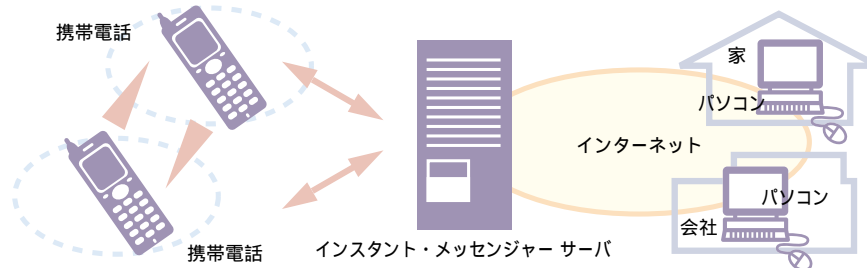 携帯電話
家
パソコン
インターネット
パソコン
会社
携帯電話
インスタント・メッセンジャー サーバ